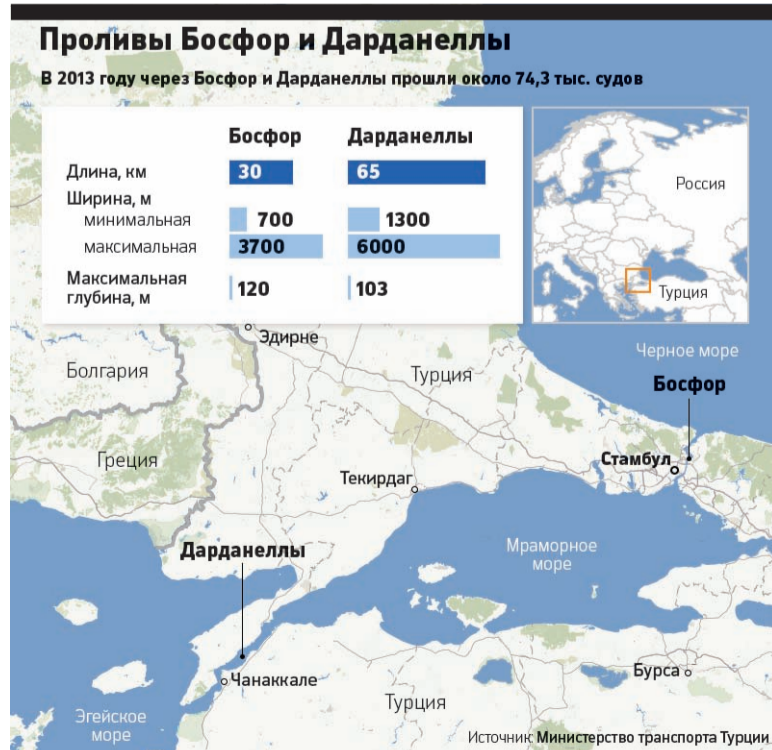 Проливы Босфор и Дарданеллы
В 2013 году через Босфор и Дарданеллы прошли около 74,3 тыс. судов
Босфор Дарданеллы
Длина, км 30 65
Ширина, м
минимальная 700 1300
максимальная 3700 6000
Максимальная
глубина, м 120 103
Россия
Турция
Эдирне
Черное море
Болгария
Турция
Босфор
Греция
Стамбул
Текирдаг
Мраморное
море
Дарданеллы
Чанаккале
Бурса
Турция
Эгейское
море
Источник: Министерство транспорта Турции